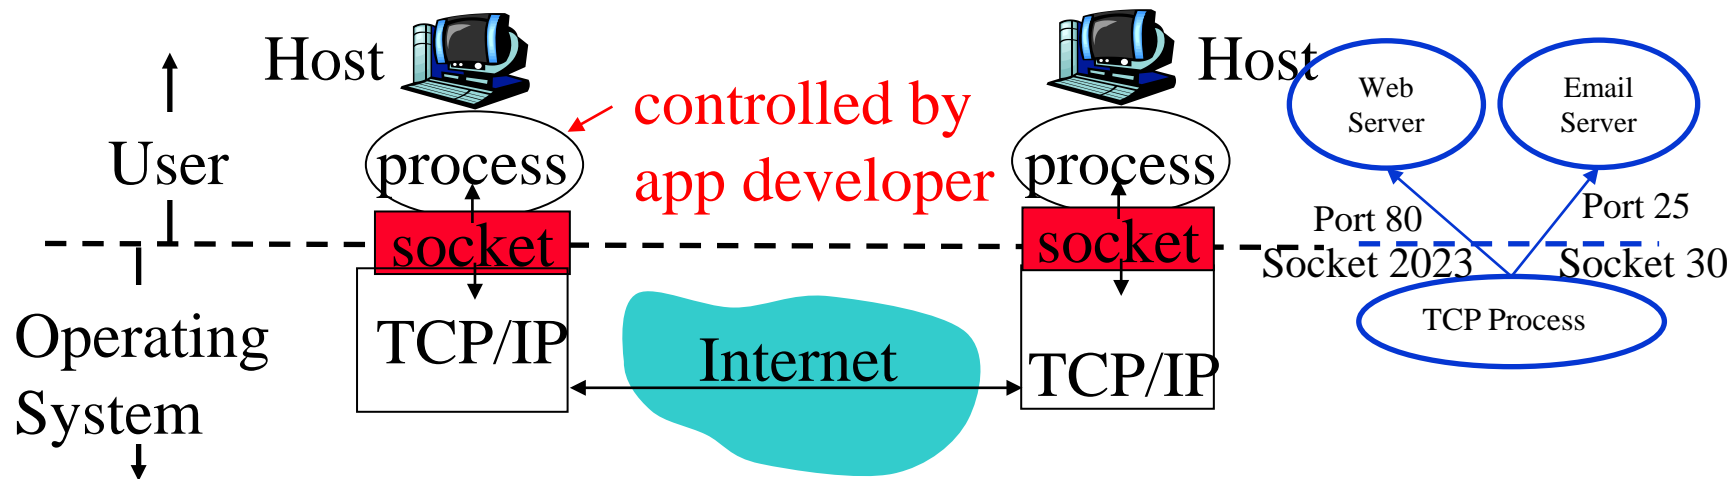 Host
Host
Web
Server
Email
Server
controlled by
app developer
User
process
process
Port 80
Port 25
socket
socket
Socket 2023
Socket 30
Operating
System
TCP/IP
Internet
TCP/IP
TCP Process